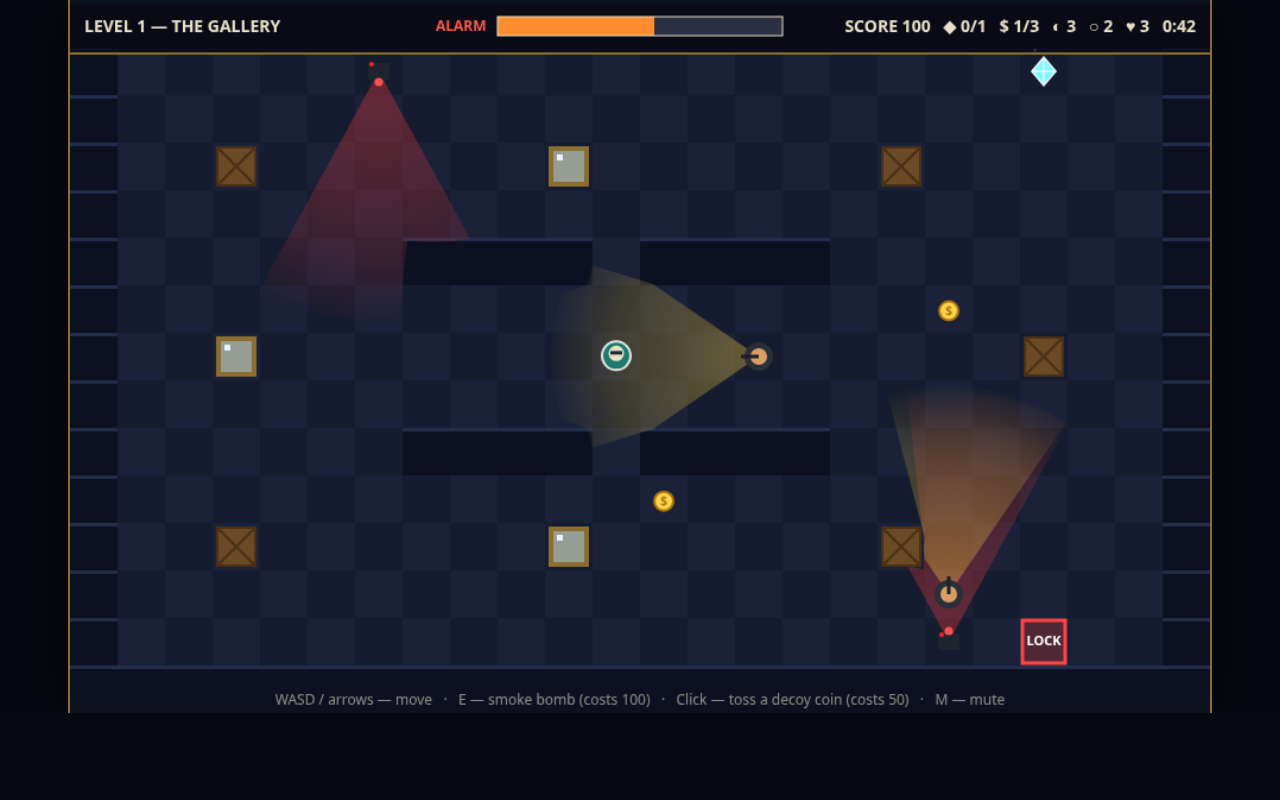 LEVEL 1 — THE GALLERY
ALARM
SCORE 100 ◆ 0/1 $ 1/3 ◖ 3 ○ 2 ♥ 3 0:42
$
$
LOCK
WASD / arrows — move · E — smoke bomb (costs 100) · Click — toss a decoy coin (costs 50) · M — mute